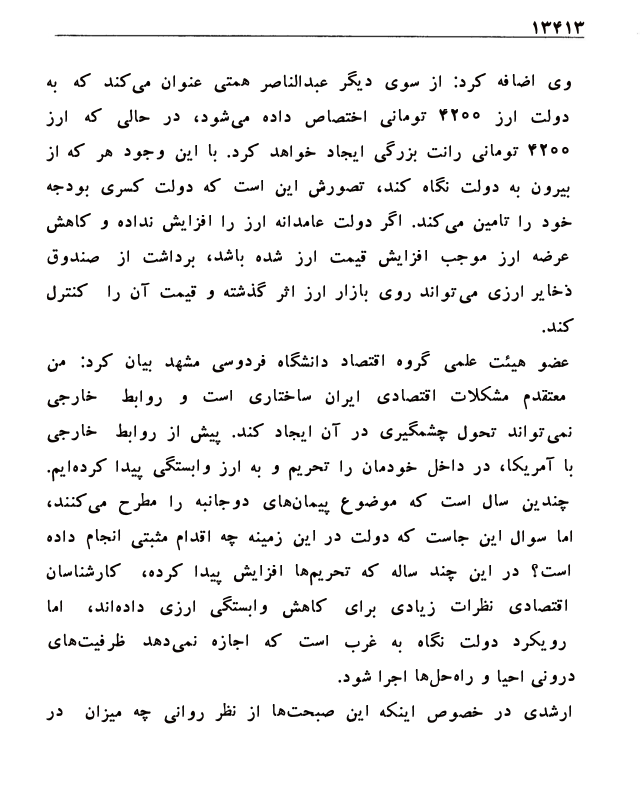 ۱۳۴۱۳
وی اضافه کرد: از سوی دیگر عبدالناصر همتی عنوان می‌کند که به
دولت ارز ۴۲۰۰ تومانی اختصاص داده می‌شود، در حالی که ارز
۴۲۰۰ تومانی رانت بزرگی ایجاد خواهد کرد. با این وجود هر که از
بیرون به دولت نگاه کند، تصورش این است که دولت کسری بودجه
خود را تامین می‌کند. اگر دولت عامدانه ارز را افزایش نداده و کاهش
عرضه ارز موجب افزایش قیمت ارز شده باشد، برداشت از صندوق
ذخایر ارزی می‌تواند روی بازار ارز اثر گذشته و قیمت آن را کنترل
کند.
عضو هیئت علمی گروه اقتصاد دانشگاه فردوسی مشهد بیان کرد: من
معتقدم مشکلات اقتصادی ایران ساختاری است و روابط خارجی
نمی‌تواند تحول چشمگیری در آن ایجاد کند. پیش از روابط خارجی
با آمریکا، در داخل خودمان را تحریم و به ارز وابستگی پیدا کرده‌ایم.
چندین سال است که موضوع پیمان‌های دوجانبه را مطرح می‌کنند،
اما سوال این جاست که دولت در این زمینه چه اقدام مثبتی انجام داده
است؟ در این چند ساله که تحریم‌ها افزایش پیدا کرده، کارشناسان
اقتصادی نظرات زیادی برای کاهش وابستگی ارزی داده‌اند، اما
رویکرد دولت نگاه به غرب است که اجازه نمی‌دهد ظرفیت‌های
درونی احیا و راه‌حل‌ها اجرا شود.
ارشدی در خصوص اینکه این صبحت‌ها از نظر روانی چه میزان در